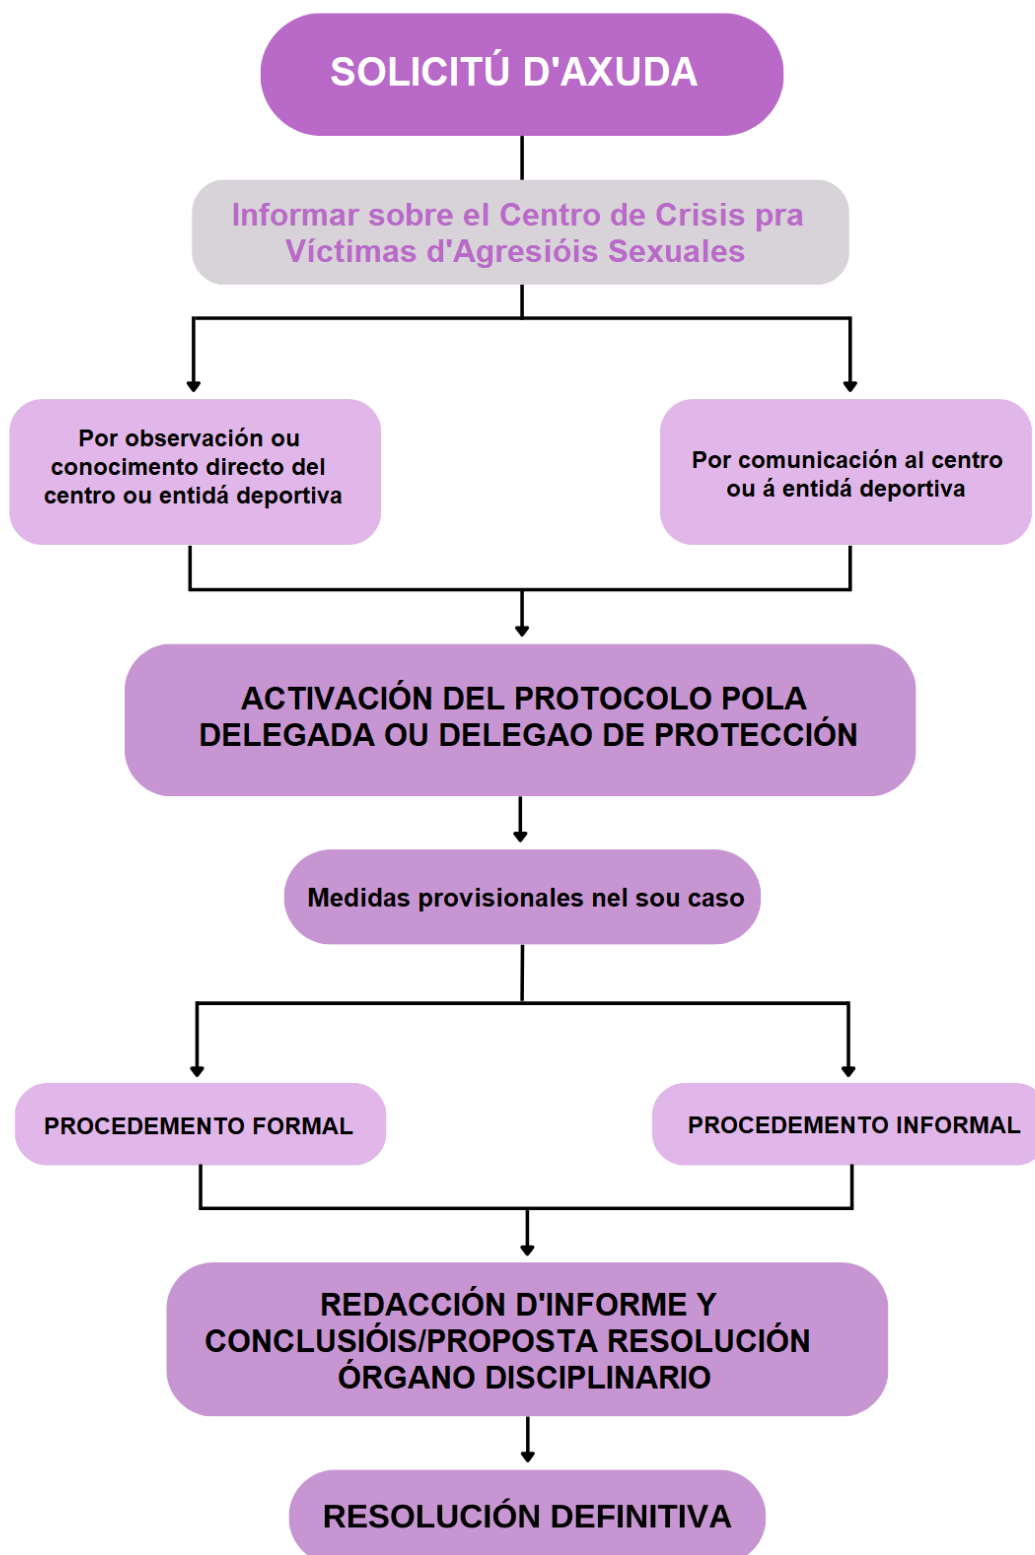 SOLICITÚ D'AXUDA
Informar sobre el Centro de Crisis pra
Víctimas d'Agresióis Sexuales
Por observación ou
conocimento directo del
centro ou entidá deportiva
Por comunicación al centro
ou á entidá deportiva
ACTIVACIÓN DEL PROTOCOLO POLA
DELEGADA OU DELEGAO DE PROTECCIÓN
Medidas provisionales nel sou caso
PROCEDEMENTO FORMAL
PROCEDEMENTO INFORMAL
REDACCIÓN D'INFORME Y
CONCLUSIÓIS/PROPOSTA RESOLUCIÓN
ÓRGANO DISCIPLINARIO
RESOLUCIÓN DEFINITIVA